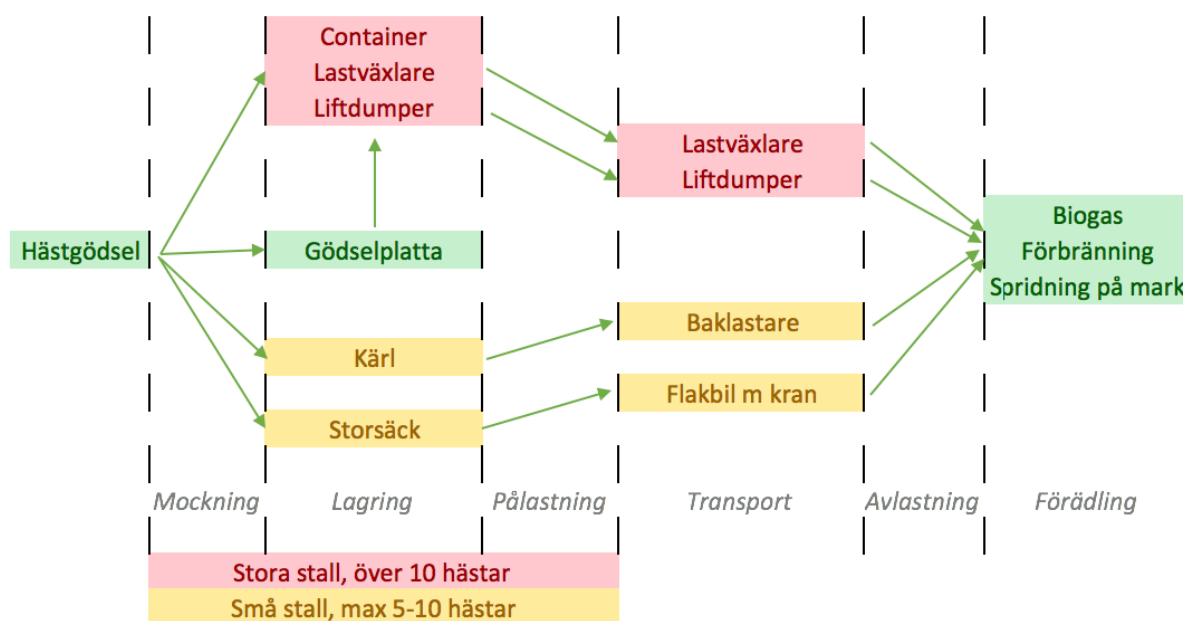 Container
Lastväxlare
Liftdumper
Lastväxlare
Liftdumper
Hästgödsel
Gödselplatta
Biogas
Förbränning
Spridning på mark
Kärl
Baklastare
Storsäck
Flakbil m kran
Mockning
Lagring
Pålastning
Transport
Avlastning
Förädling
Stora stall, över 10 hästar
Små stall, max 5-10 hästar